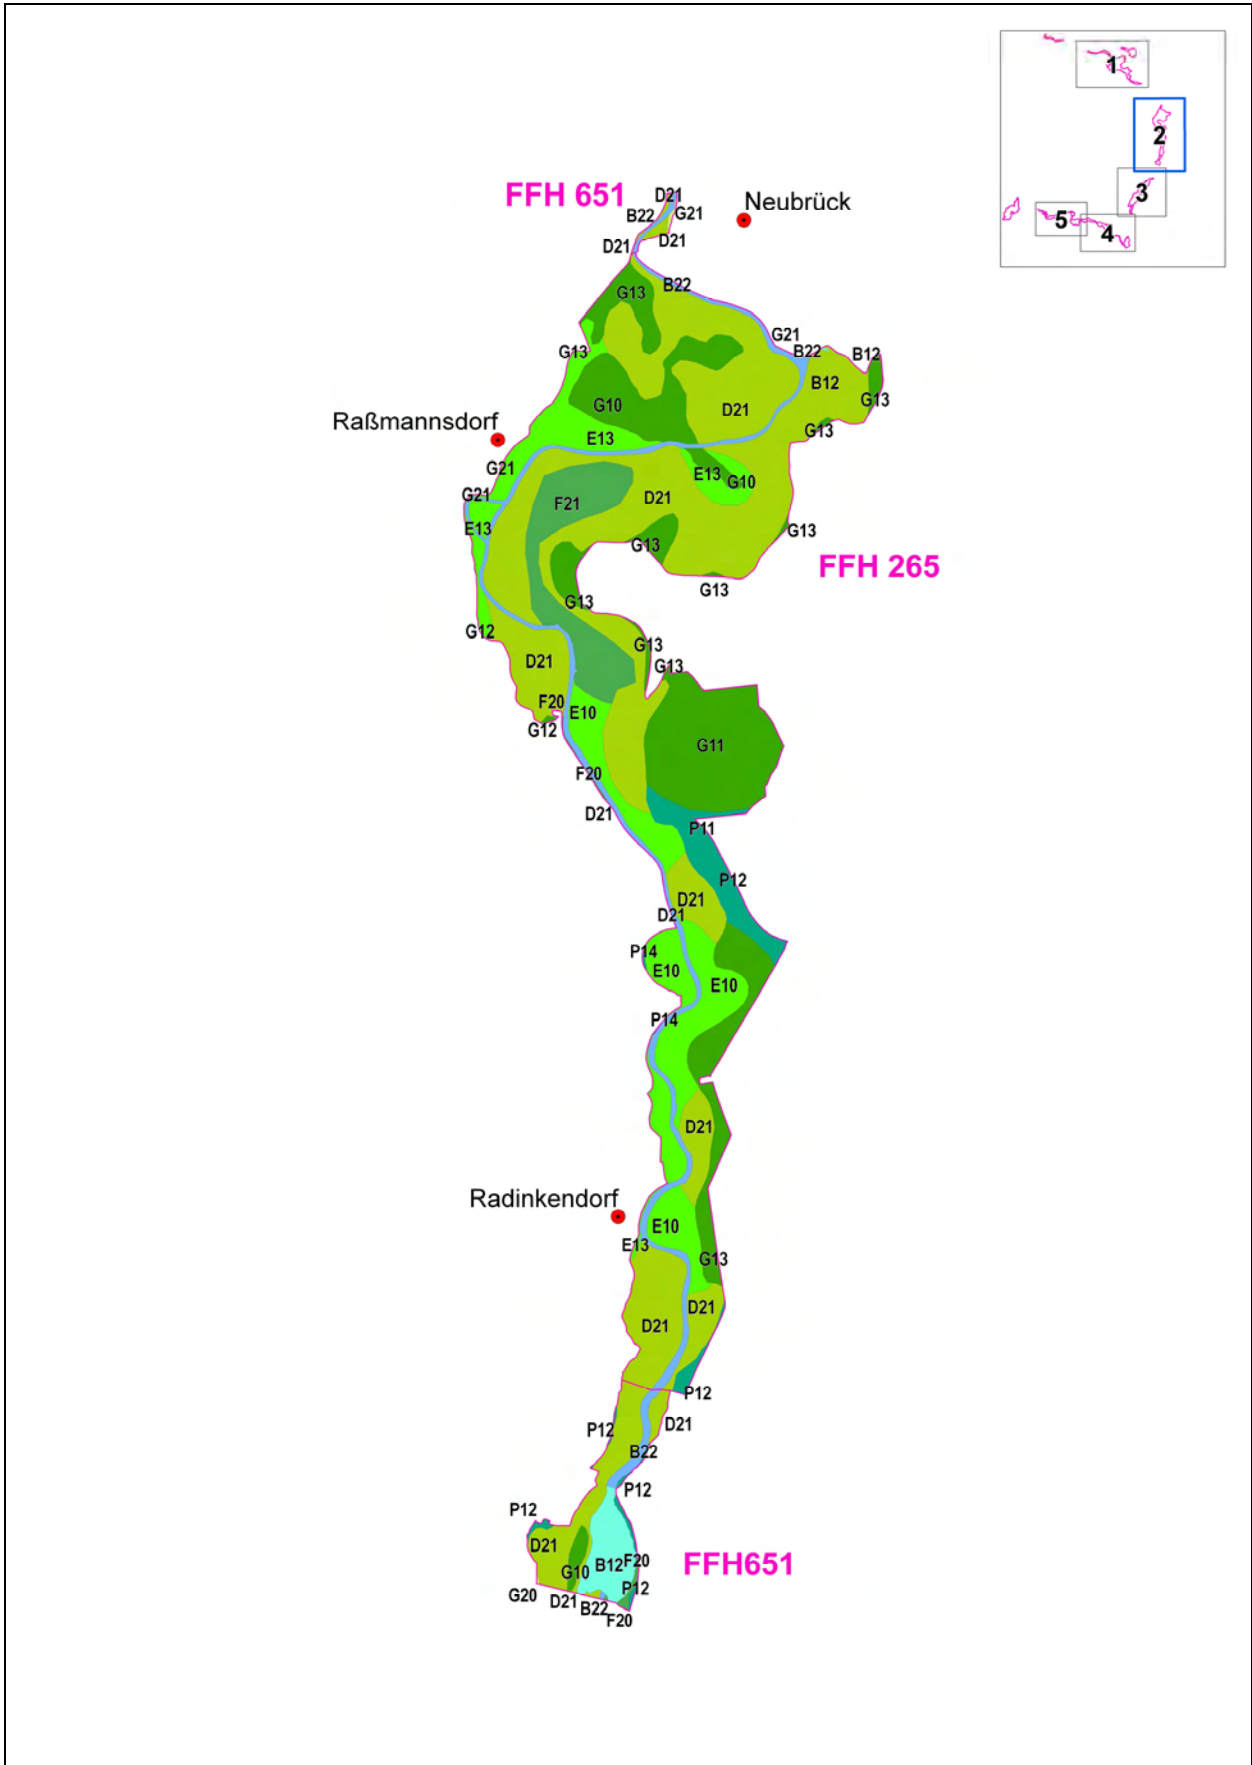 1
2
3
5
4
FFH 651
D21
Neubrück
B22
G21
D21
D21
B22
G13
G21
G13
B22
B12
B12
G13
G10
D21
Raßmannsdorf
G13
E13
G21
E13
G10
G21
D21
F21
E13
G13
G13
FFH 265
G13
G13
G12
G13
D21
G13
F20
E10
G12
G11
F20
D21
P11
P12
D21
D21
P14
E10
E10
P14
D21
Radinkendorf
E10
E13
G13
D21
D21
P12
D21
P12
B22
P12
P12
D21
F20
FFH651
B12
G10
P12
G20
D21
B22
F20